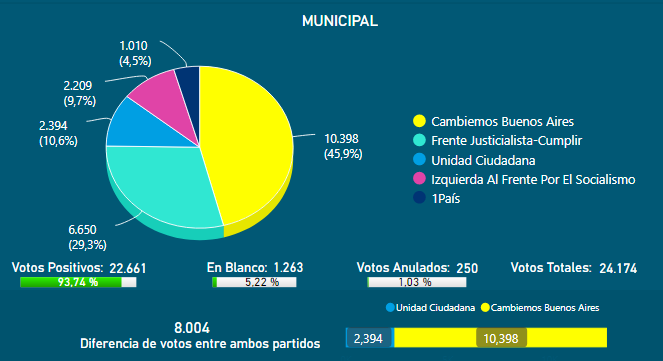 MUNICIPAL
1.010
(4,5%)
2.209
(9,7%)
2.394
(10,6%)
10.398
(45,9%)
6.650
(29,3%)
Cambiemos Buenos Aires
Frente Justicialista-Cumplir
Unidad Ciudadana
Izquierda Al Frente Por El Socialismo
1País
Votos Positivos: 22.661
93,74 %
En Blanco: 1.263
5,22 %
Votos Anulados: 250
1,03 %
Votos Totales: 24.174
Unidad Ciudadana
Cambiemos Buenos Aires
8.004
Diferencia de votos entre ambos partidos
2,394
10,398